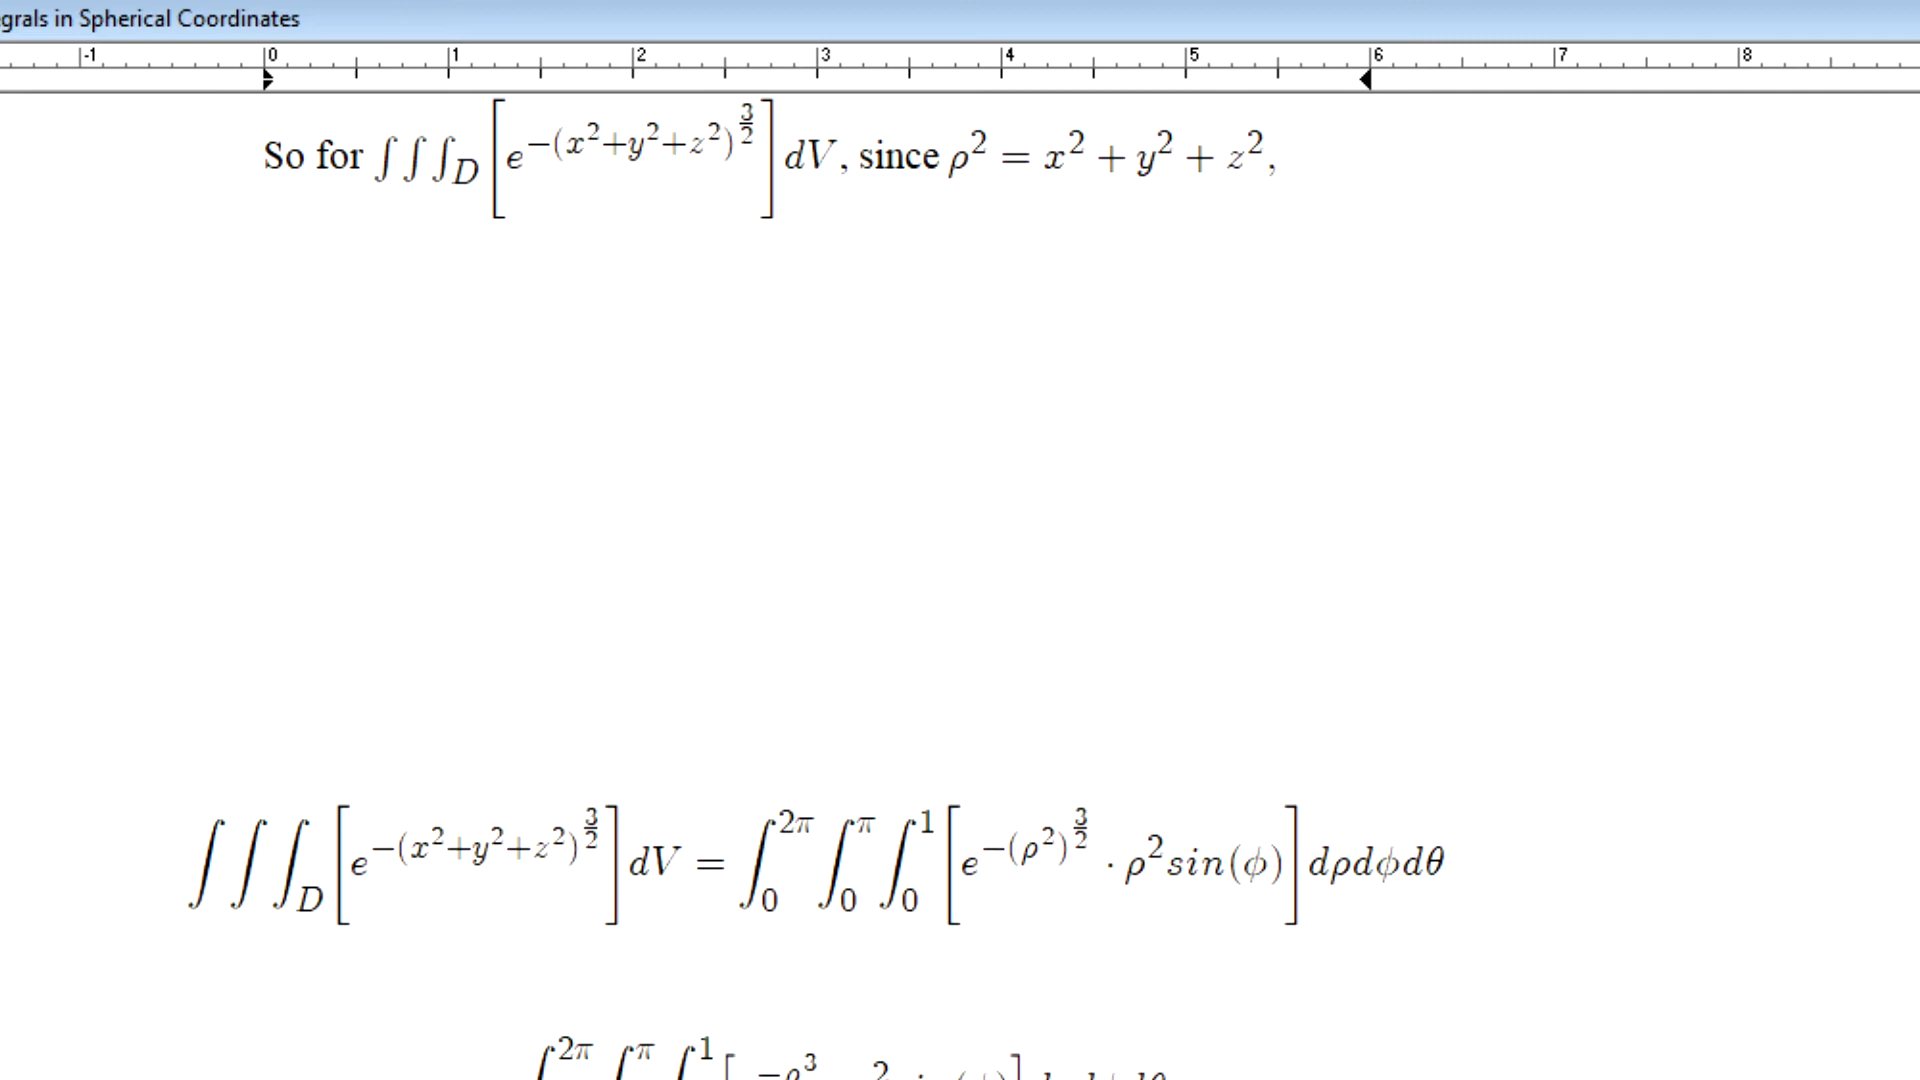 grals in Spherical Coordinates
-1 0 1 2 3 4 5 6 7 8
So for ∫∫∫_D [e^{-(x^2+y^2+z^2)^{3/2}}] dV, since ρ^2 = x^2 + y^2 + z^2,
∫∫∫_D [e^{-(x^2+y^2+z^2)^{3/2}}] dV = ∫_0^{2π} ∫_0^π ∫_0^1 [e^{-(ρ^2)^{3/2}} · ρ^2 sin(ϕ)] dρdϕdθ
∫^{2π} ∫^π ∫^1 [